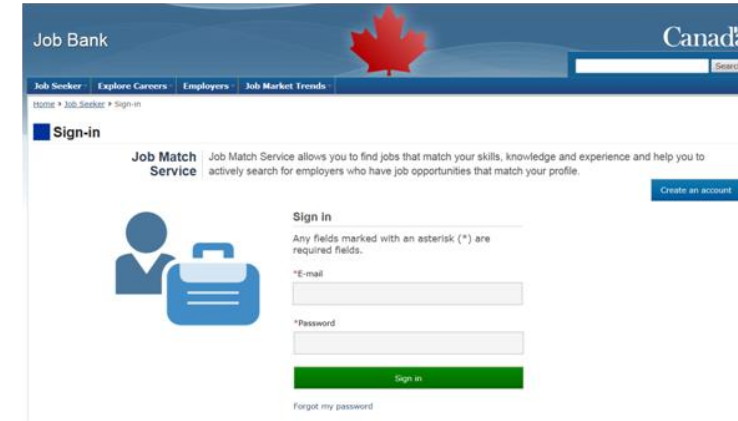 Job Bank
Canada
Search
Job Seeker Explore Careers Employers Job Market Trends
Home Job Seeker Sign-in
Sign-in
Job Match
Service
Job Match Service allows you to find jobs that match your skills, knowledge and experience and help you to
actively search for employers who have job opportunities that match your profile.
Create an account
Sign in
Any fields marked with an asterisk (*) are
required fields.
*E-mail
*Password
Sign in
Forgot my password